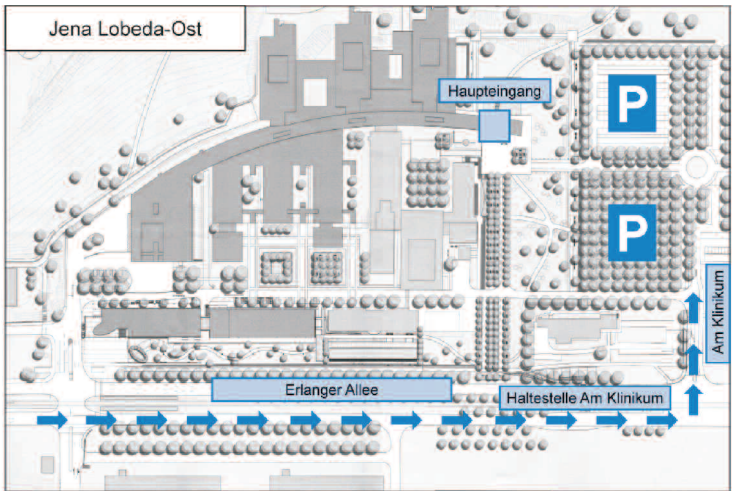 Jena Lobeda-Ost
Haupteingang
P
P
Am Klinikum
Erlanger Allee
Haltestelle Am Klinikum